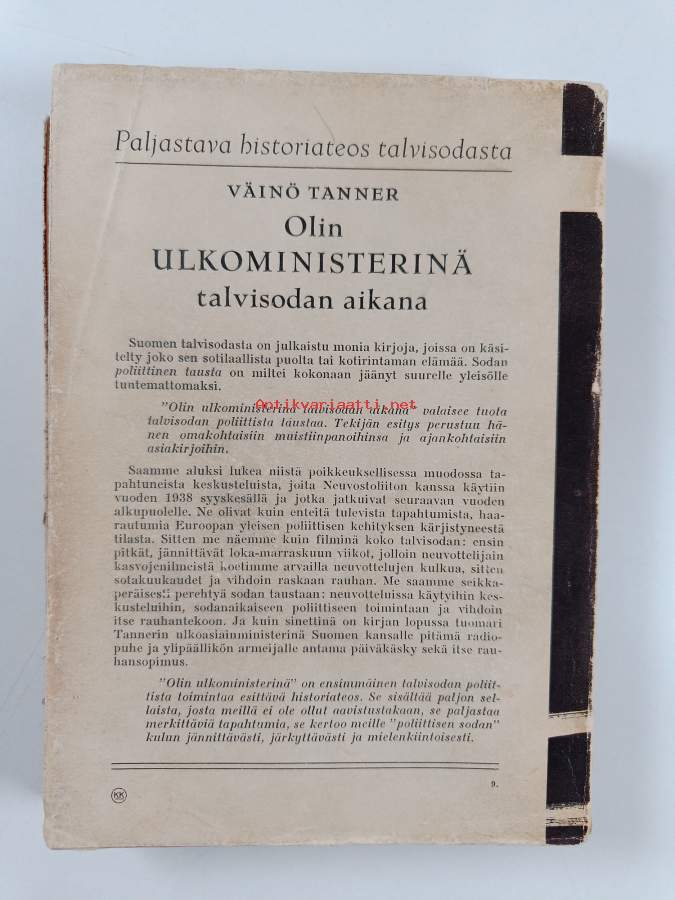 Paljastava historiateos talvisodasta
VÄINÖ TANNER
Olin
ULKOMINISTERINÄ
talvisodan aikana
Suomen talvisodasta on julkaistu monia kirjoja, joissa on käsi-
telty joko sen sotilaallista puolta tai kotirintaman elämää. Sodan
poliittinen tausta on miltei kokonaan jäänyt suurelle yleisölle
tuntemattomaksi.
Antikvariaatti.net
"Olin ulkoministerinä talvisodan aikana" valaisee tuota
talvisodan poliittista taustaa. Tekijän esitys perustuu hä-
nen omakohtaisiin muistiinpanoihinsa ja ajankohtaisiin
asiakirjoihin.
Saamme aluksi lukea niistä poikkeuksellisessa muodossa ta-
pahtuneista keskusteluista, joita Neuvostoliiton kanssa käytiin
vuoden 1938 syyskesällä ja jotka jatkuivat seuraavan vuoden
alkupuolelle. Ne olivat kuin enteitä tulevista tapahtumista, haa-
rautumia Euroopan yleisen poliittisen kehityksen kärjistyneestä
tilasta. Sitten me näemme kuin filminä koko talvisodan: ensin
pitkät, jännittävät loka-marraskuun viikot, jolloin neuvottelijain
kasvojenilmeistä koetimme arvailla neuvottelujen kulkua, sitten
sotakuukaudet ja vihdoin raskaan rauhan. Me saamme seikka-
peräisesti perehtyä sodan taustaan: neuvotteluissa käytyihin kes-
kusteluihin, sodanaikaiseen poliittiseen toimintaan ja vihdoin
itse rauhantekoon. Ja kuin sinettinä on kirjan lopussa tuomari
Tannerin ulkoasiainministerinä Suomen kansalle pitämä radio-
puhe ja ylipäällikön armeijalle antama päiväkäsky sekä itse rau-
hansopimus.
"Olin ulkoministerinä" on ensimmäinen talvisodan poliit-
tista toimintaa esittävä historiateos. Se sisältää paljon sel-
laista, josta meillä ei ole ollut aavistustakaan, se paljastaa
merkittäviä tapahtumia, se kertoo meille "poliittisen sodan"
kulun jännittävästi, järkyttävästi ja mielenkiintoisesti.
KK
9.